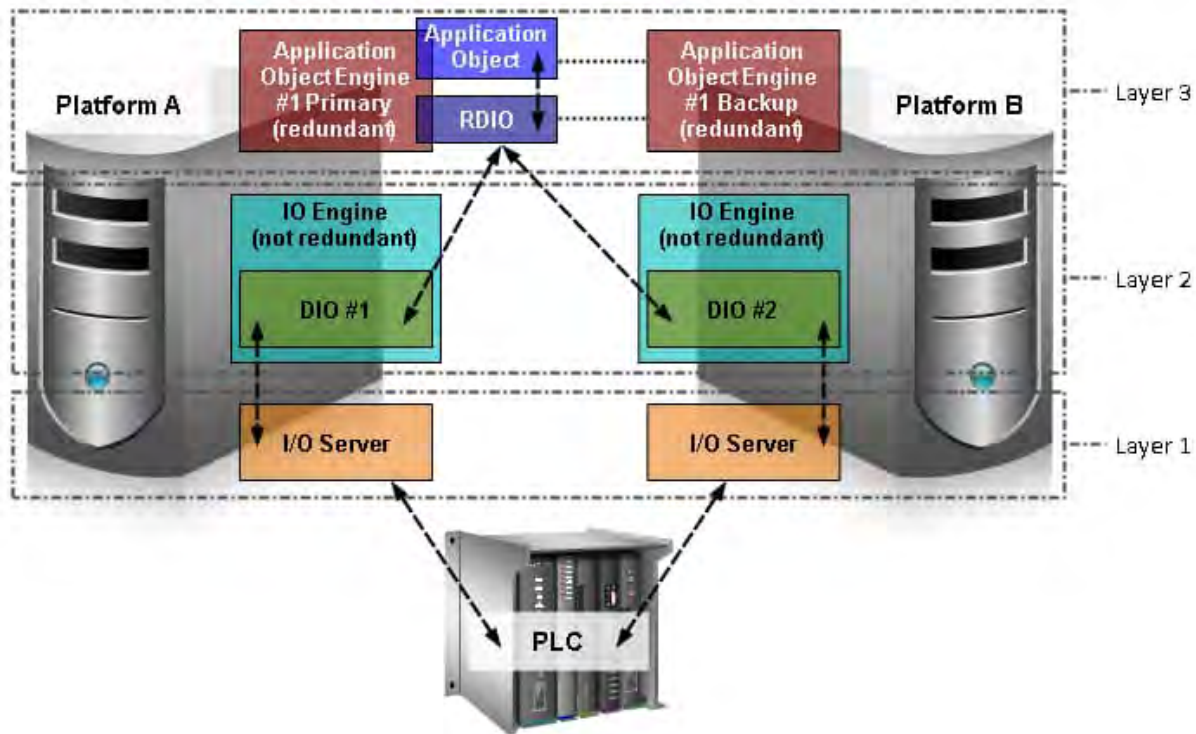 Application
Object
Application
Object Engine
#1 Primary
(redundant)
Application
Object Engine
#1 Backup
(redundant)
Platform A
RDIO
Platform B
Layer 3
IO Engine
(not redundant)
IO Engine
(not redundant)
DIO #1
DIO #2
Layer 2
I/O Server
I/O Server
Layer 1
PLC